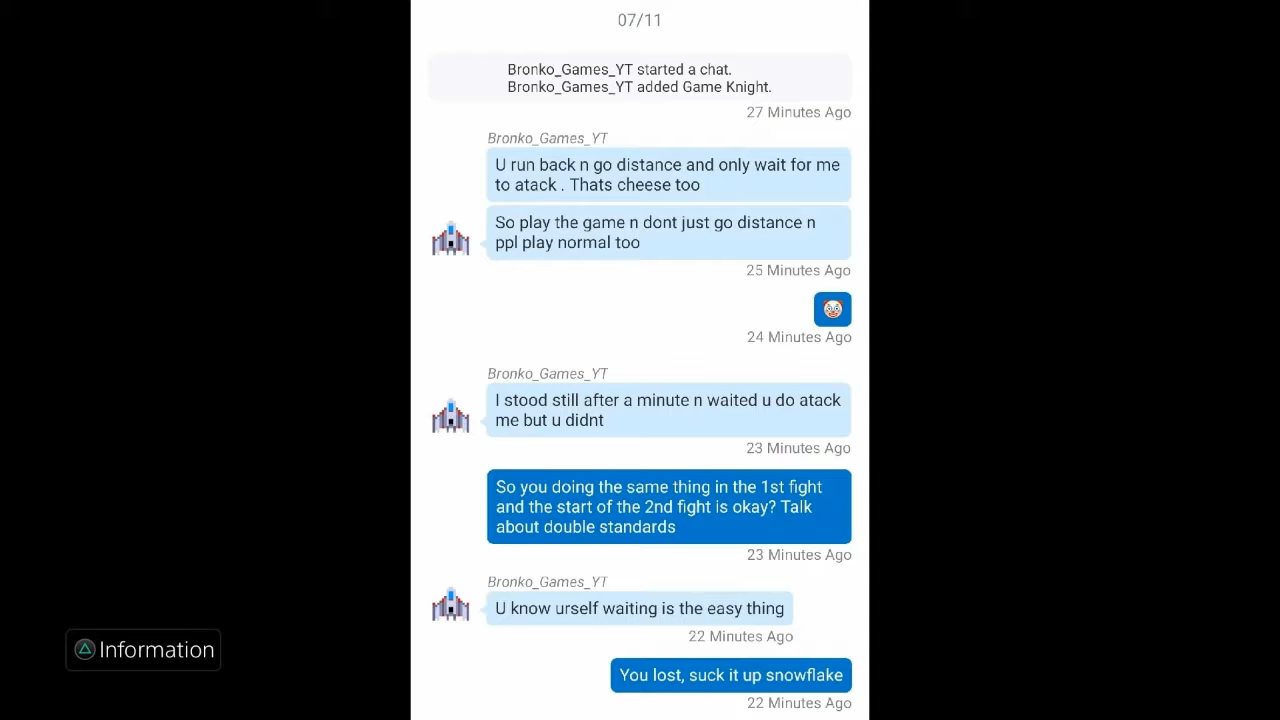 07/11
Bronko_Games_YT started a chat.
Bronko_Games_YT added Game Knight.
27 Minutes Ago
Bronko_Games_YT
U run back n go distance and only wait for me
to atack . Thats cheese too
So play the game n dont just go distance n
ppl play normal too
25 Minutes Ago
🤡
24 Minutes Ago
Bronko_Games_YT
I stood still after a minute n waited u do atack
me but u didnt
23 Minutes Ago
So you doing the same thing in the 1st fight
and the start of the 2nd fight is okay? Talk
about double standards
23 Minutes Ago
Bronko_Games_YT
U know urself waiting is the easy thing
22 Minutes Ago
Information
You lost, suck it up snowflake
22 Minutes Ago